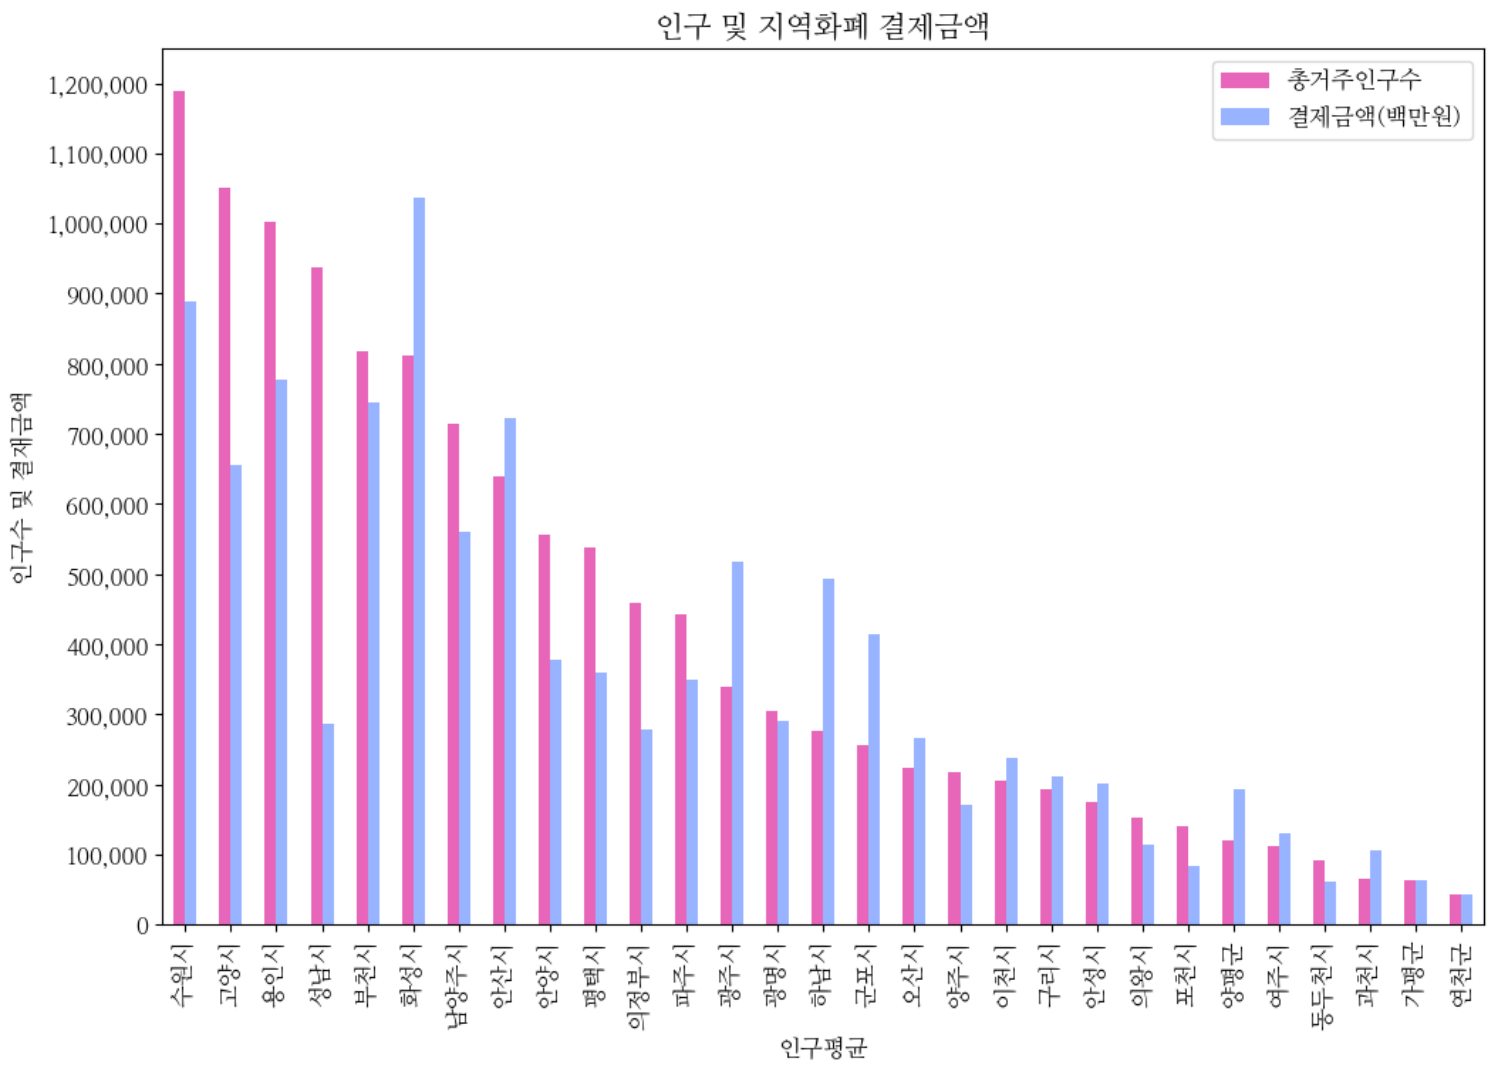 인구 및 지역화폐 결제금액
총거주인구수
결제금액(백만원)
인구수 및 결재금액
1,200,000
1,100,000
1,000,000
900,000
800,000
700,000
600,000
500,000
400,000
300,000
200,000
100,000
0
수원시
고양시
용인시
성남시
부천시
화성시
남양주시
안산시
안양시
평택시
의정부시
파주시
광주시
광명시
하남시
군포시
오산시
양주시
이천시
구리시
안성시
의왕시
포천시
양평군
여주시
동두천시
과천시
가평군
연천군
인구평균